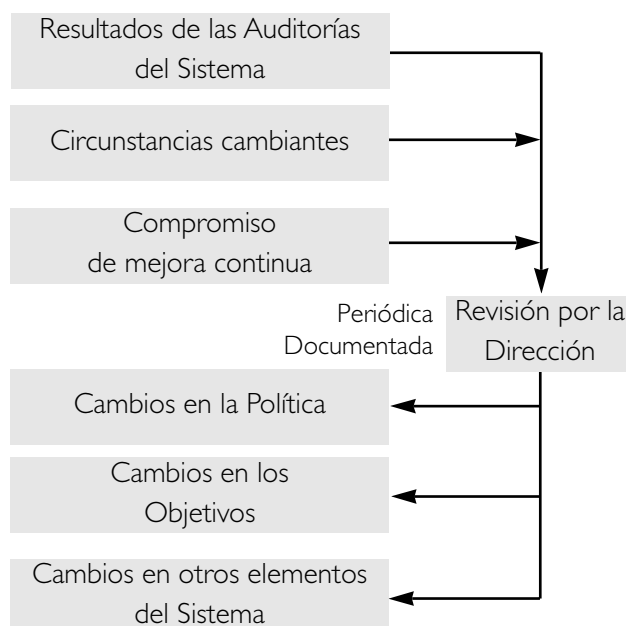 Resultados de las Auditorías
del Sistema
Circunstancias cambiantes
Compromiso
de mejora continua
Periódica
Documentada
Revisión por la
Dirección
Cambios en la Política
Cambios en los
Objetivos
Cambios en otros elementos
del Sistema